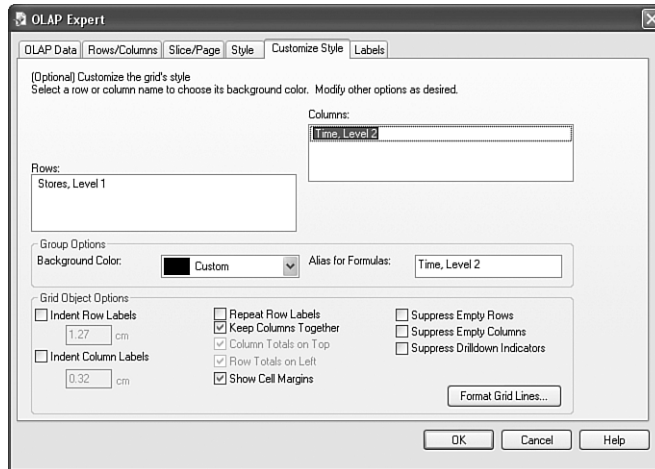 OLAP Expert
OLAP Data Rows/Columns Slice/Page Style Customize Style Labels
(Optional) Customize the grid's style
Select a row or column name to choose its background color. Modify other options as desired.
Columns:
Time, Level 2
Rows:
Stores, Level 1
Group Options
Background Color: Custom Alias for Formulas: Time, Level 2
Grid Object Options
Indent Row Labels
1.27 cm
Indent Column Labels
0.32 cm
Repeat Row Labels
Keep Columns Together
Column Totals on Top
Row Totals on Left
Show Cell Margins
Suppress Empty Rows
Suppress Empty Columns
Suppress Drilldown Indicators
Format Grid Lines...
OK Cancel Help